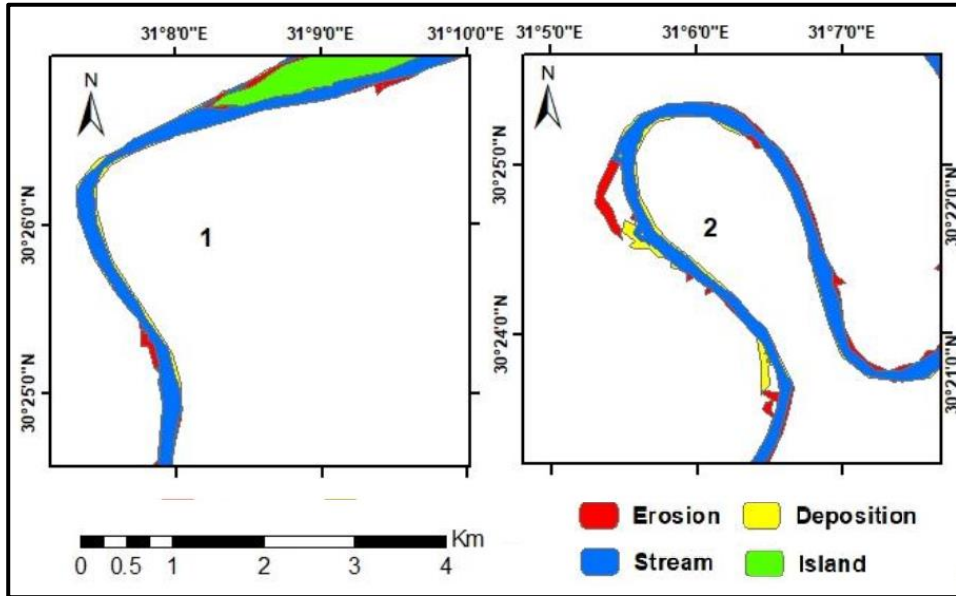 31°8'0"E 31°9'0"E 31°10'0"E
31°5'0"E 31°6'0"E 31°7'0"E
N
30°26'0"N
30°25'0"N
1
N
30°25'0"N
30°24'0"N
2
30°22'0"N
30°21'0"N
0 0.5 1 2 3 4 Km
Erosion Deposition
Stream Island